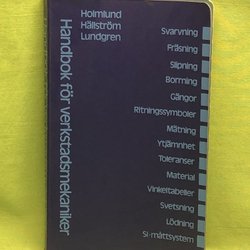 Holmlund
Hällström
Lundgren
Handbok för verkstadsmekaniker
Svarvning
Fräsning
Slipning
Borrning
Gängor
Ritningssymboler
Mätning
Ytjämnhet
Toleranser
Material
Vinkeltabeller
Svetsning
Lödning
SI-måttsystem